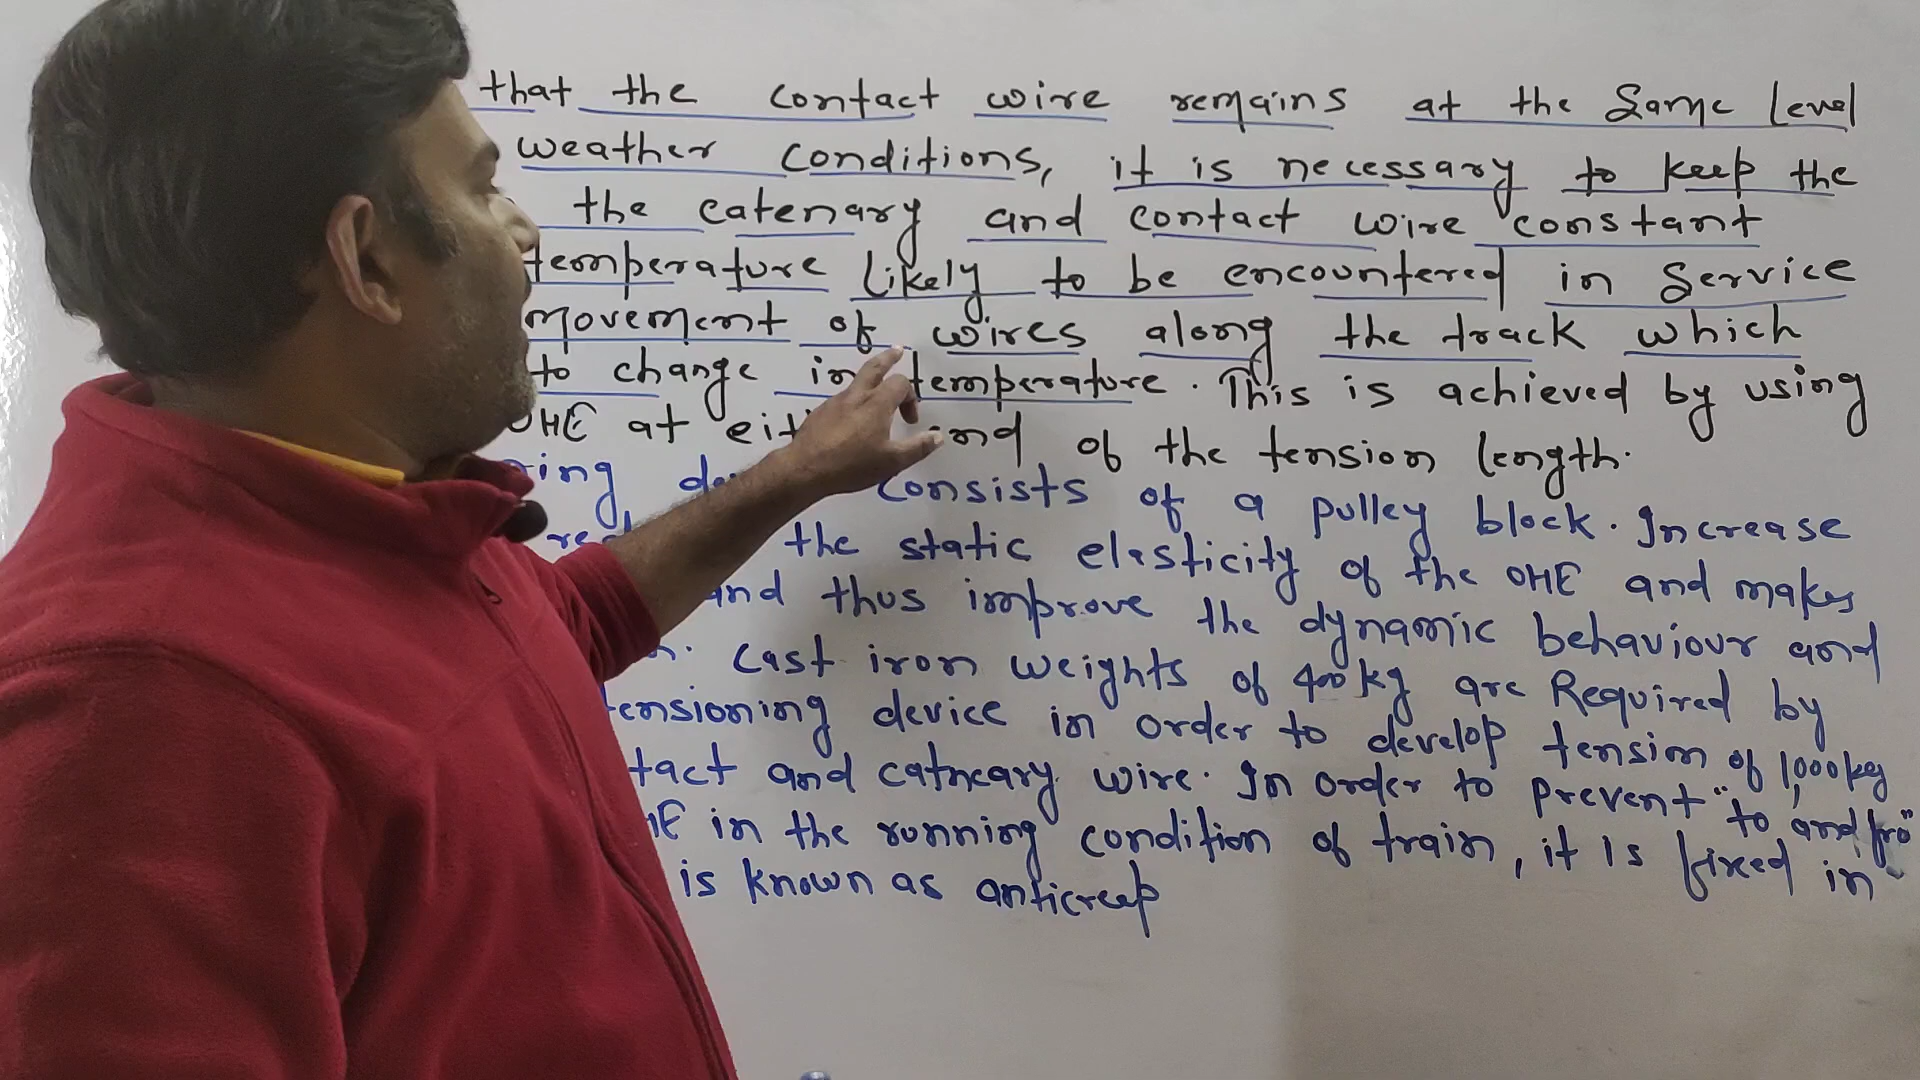 that the contact wire remains at the same level
weather conditions, it is necessary to keep the
the catenary and contact wire constant
temperature likely to be encountered in service
movement of wires along the track which
to change in temperature. This is achieved by using
OHE at end of the tension length.
consists of a pulley block. Increase
the static elasticity of the OHE and makes
and thus improve the dynamic behaviour and
Cast iron weights of 400 kg are Required by
tensioning device in order to develop tension of 1,000 kg
and catneary wire. In order to prevent "to and fro"
in the running condition of train, it is fixed in
is known as anticreep